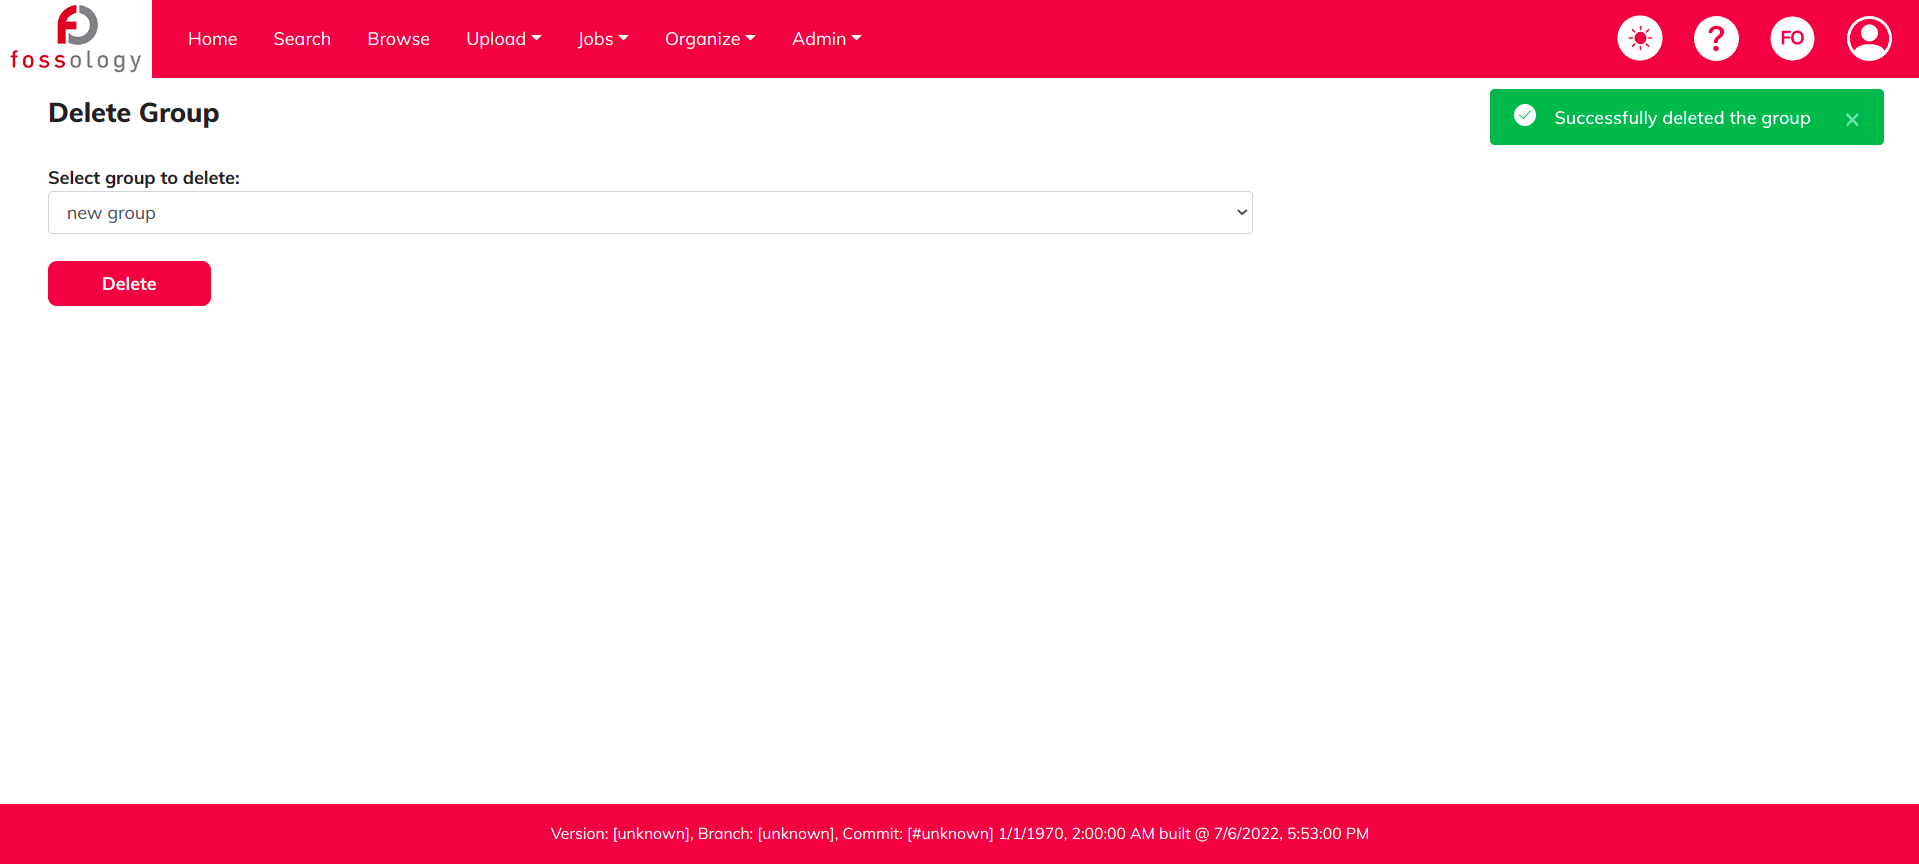 fossology
Home Search Browse Upload Jobs Organize Admin ? FO
Delete Group
Successfully deleted the group ×
Select group to delete:
new group
Delete
Version: [unknown], Branch: [unknown], Commit: [#unknown] 1/1/1970, 2:00:00 AM built @ 7/6/2022, 5:53:00 PM